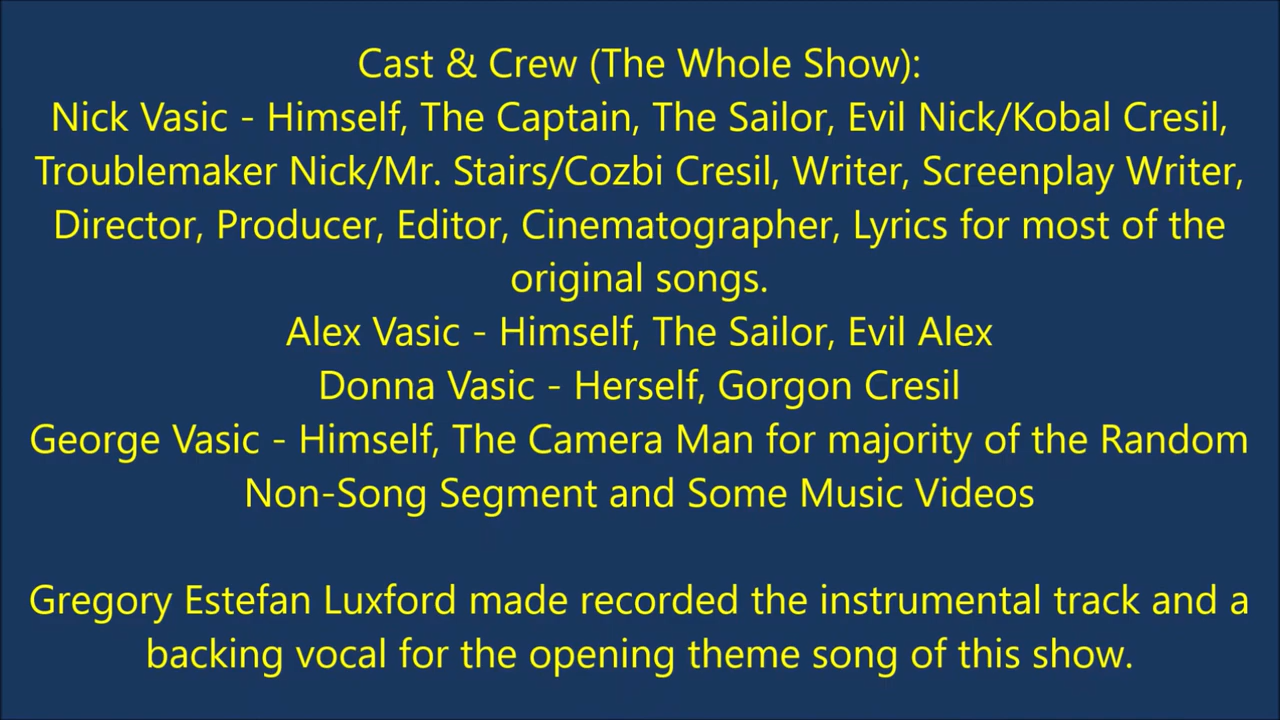 Cast & Crew (The Whole Show):
Nick Vasic - Himself, The Captain, The Sailor, Evil Nick/Kobal Cresil,
Troublemaker Nick/Mr. Stairs/Cozbi Cresil, Writer, Screenplay Writer,
Director, Producer, Editor, Cinematographer, Lyrics for most of the
original songs.
Alex Vasic - Himself, The Sailor, Evil Alex
Donna Vasic - Herself, Gorgon Cresil
George Vasic - Himself, The Camera Man for majority of the Random
Non-Song Segment and Some Music Videos
Gregory Estefan Luxford made recorded the instrumental track and a
backing vocal for the opening theme song of this show.